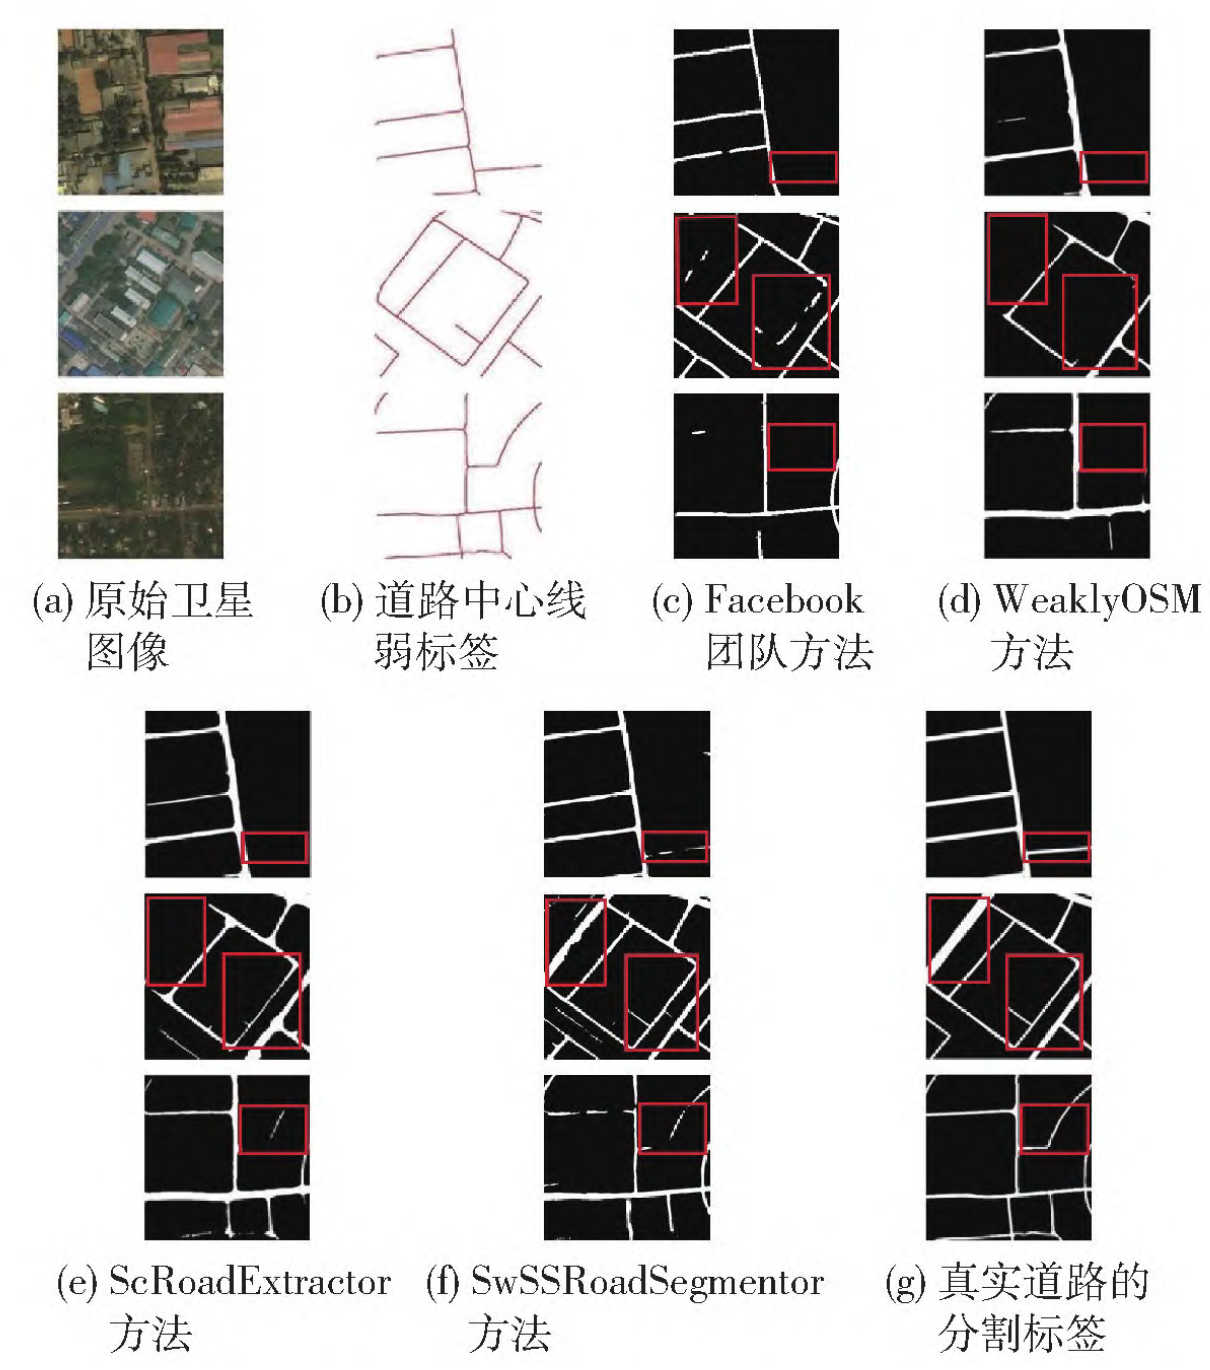 (a) 原始卫星
图像
(b) 道路中心线
弱标签
(c) Facebook
团队方法
(d) WeaklyOSM
方法
(e) ScRoadExtractor
方法
(f) SwSSRoadSegmentor
方法
(g) 真实道路的
分割标签